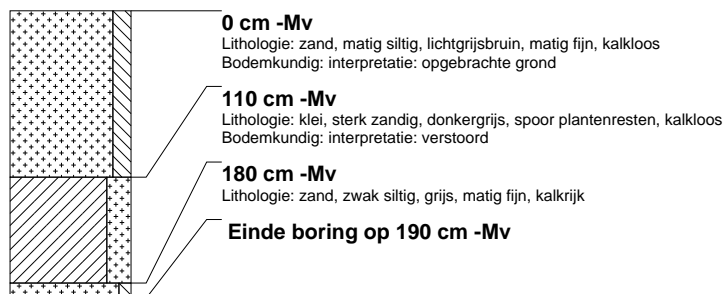 0 cm -Mv
Lithologie: zand, matig siltig, lichtgrijsbruin, matig fijn, kalkloos
Bodemkundig: interpretatie: opgebrachte grond
110 cm -Mv
Lithologie: klei, sterk zandig, donkergrijs, spoor plantenresten, kalkloos
Bodemkundig: interpretatie: verstoord
180 cm -Mv
Lithologie: zand, zwak siltig, grijs, matig fijn, kalkrijk
Einde boring op 190 cm -Mv